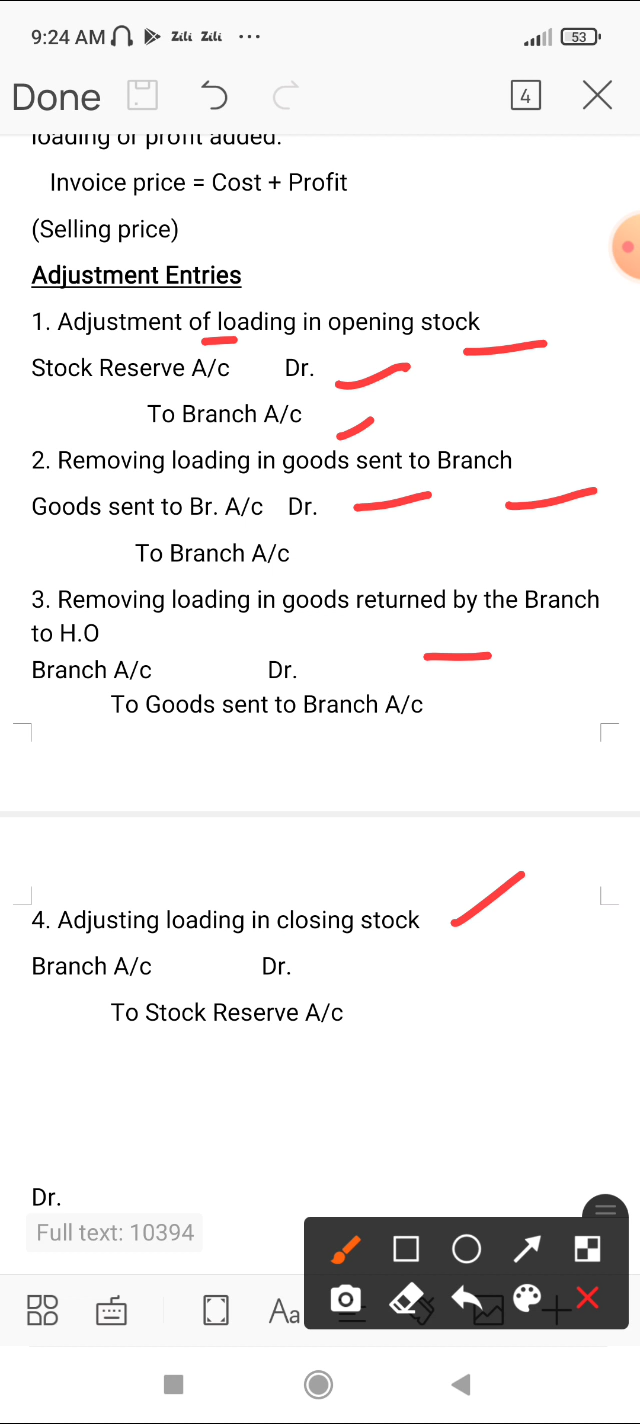 9:24 AM Zili Zili ... 53
Done 4
loading or profit added.
Invoice price = Cost + Profit
(Selling price)
Adjustment Entries
1. Adjustment of loading in opening stock
Stock Reserve A/c Dr.
To Branch A/c
2. Removing loading in goods sent to Branch
Goods sent to Br. A/c Dr.
To Branch A/c
3. Removing loading in goods returned by the Branch
to H.O
Branch A/c Dr.
To Goods sent to Branch A/c
4. Adjusting loading in closing stock
Branch A/c Dr.
To Stock Reserve A/c
Dr.
Full text: 10394
Aa